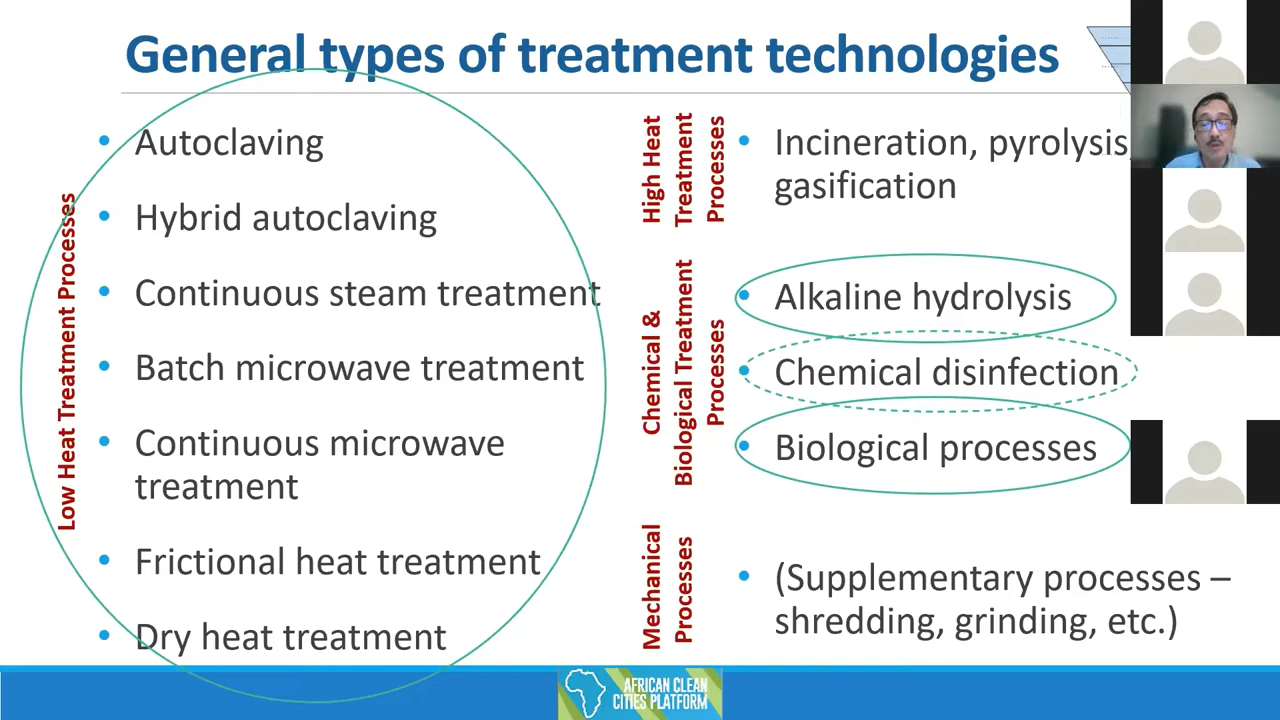 General types of treatment technologies
Low Heat Treatment Processes
• Autoclaving
• Hybrid autoclaving
• Continuous steam treatment
• Batch microwave treatment
• Continuous microwave
treatment
• Frictional heat treatment
• Dry heat treatment
High Heat
Treatment
Processes
• Incineration, pyrolysis,
gasification
Chemical &
Biological Treatment
Processes
• Alkaline hydrolysis
• Chemical disinfection
• Biological processes
Mechanical
Processes
• (Supplementary processes –
shredding, grinding, etc.)
AFRICAN CLEAN
CITIES PLATFORM